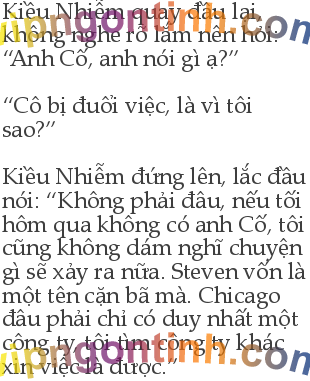 Kiều Nhiễm quay đầu lại,
không nghe rõ lắm nên hỏi:
“Anh Cố, anh nói gì ạ?”
“Cô bị đuổi việc, là vì tôi
sao?”
Kiều Nhiễm đứng lên, lắc đầu
nói: “Không phải đâu, nếu tối
hôm qua không có anh Cố, tôi
cũng không dám nghĩ chuyện
gì sẽ xảy ra nữa. Steven vốn là
một tên cặn bã mà. Chicago
đâu phải chỉ có duy nhất một
công ty, tôi tìm công ty khác
xin việc là được.”
vipngontinh.com
vipngontinh.com